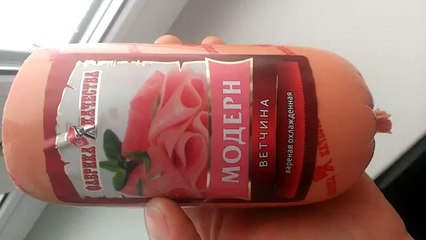 ФАБРИКА КАЧЕСТВА
МОДЕРН
ВЕТЧИНА
вареная охлажденная